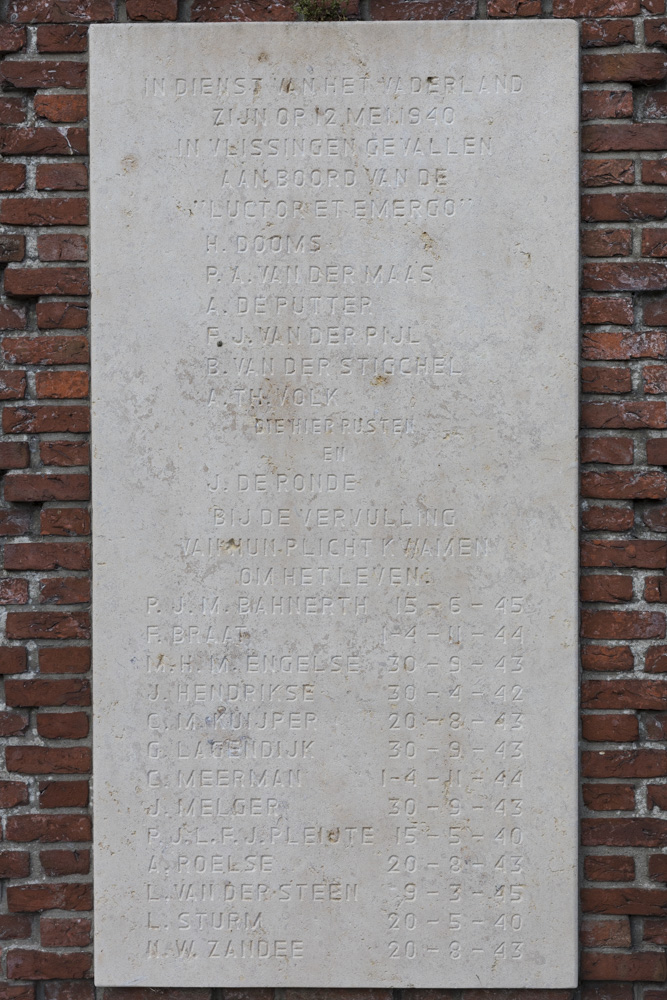 IN DIENST VAN HET VADERLAND
ZIJN OP 12 MEI 1940
IN VLISSINGEN GEVALLEN
AAN BOORD VAN DE
"LUCTOR ET EMERGO"
H. DOOMS
P. A. VAN DER MAAS
A. DE PUTTER
F. J. VAN DER PIJL
B. VAN DER STIGCHEL
A. TH. VOLK
DIE HIER RUSTEN
EN
J. DE RONDE
BIJ DE VERVULLING
VAN HUN PLICHT KWAMEN
OM HET LEVEN:
P. J. M. BAHNERTH 15 - 6 - 45
F. BRAAT 1 - 4 - 11 - 44
M. H. M. ENGELSE 30 - 9 - 43
J. HENDRIKSE 30 - 4 - 42
C. M. KUIJPER 20 - 8 - 43
G. LAGENDIJK 30 - 9 - 43
C. MEERMAN 1 - 4 - 11 - 44
J. MELGER 30 - 9 - 43
P. J. L. F. J. PLEIJTE 15 - 5 - 40
A. POELSE 20 - 8 - 43
L. VAN DER STEEN 9 - 3 - 45
L. STURM 20 - 5 - 40
N. W. ZANDEE 20 - 8 - 43